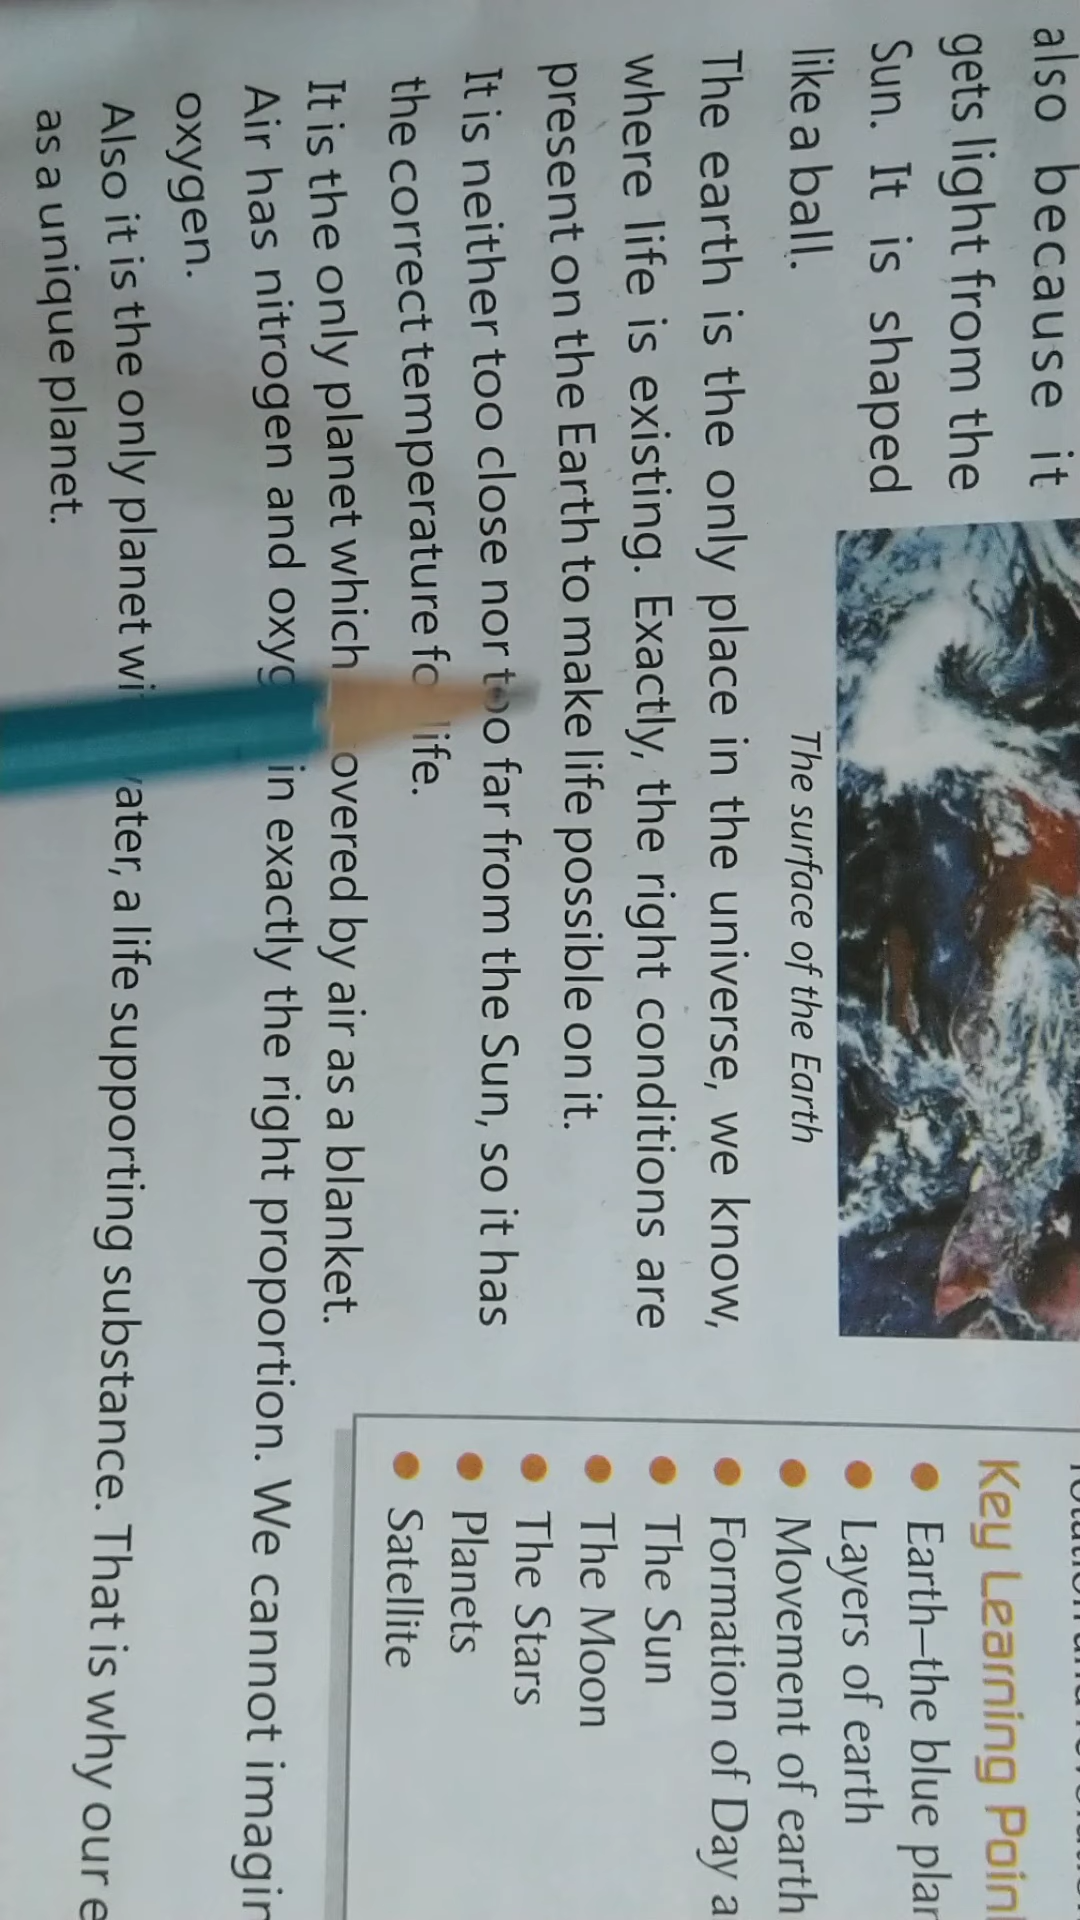 also because it
gets light from the
Sun. It is shaped
like a ball.
The surface of the Earth
The earth is the only place in the universe, we know,
where life is existing. Exactly, the right conditions are
present on the Earth to make life possible on it.
It is neither too close nor too far from the Sun, so it has
the correct temperature life.
It is the only planet which overed by air as a blanket.
Air has nitrogen and in exactly the right proportion. We cannot imagin
oxygen.
Also it is the only planet ater, a life supporting substance. That is why our e
as a unique planet.
Key Learning Poin
Earth–the blue plan
Layers of earth
Movement of earth
Formation of Day a
The Sun
The Moon
The Stars
Planets
Satellite